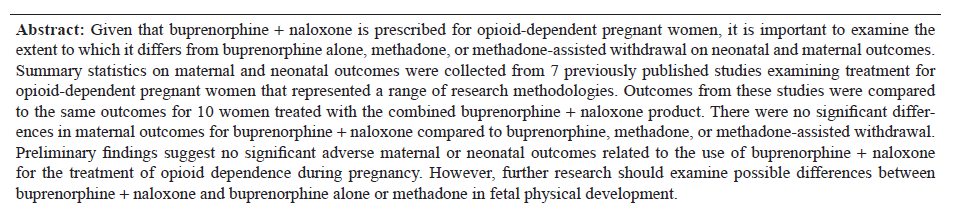 Abstract: Given that buprenorphine + naloxone is prescribed for opioid-dependent pregnant women, it is important to examine the
extent to which it differs from buprenorphine alone, methadone, or methadone-assisted withdrawal on neonatal and maternal outcomes.
Summary statistics on maternal and neonatal outcomes were collected from 7 previously published studies examining treatment for
opioid-dependent pregnant women that represented a range of research methodologies. Outcomes from these studies were compared
to the same outcomes for 10 women treated with the combined buprenorphine + naloxone product. There were no significant differ-
ences in maternal outcomes for buprenorphine + naloxone compared to buprenorphine, methadone, or methadone-assisted withdrawal.
Preliminary findings suggest no significant adverse maternal or neonatal outcomes related to the use of buprenorphine + naloxone
for the treatment of opioid dependence during pregnancy. However, further research should examine possible differences between
buprenorphine + naloxone and buprenorphine alone or methadone in fetal physical development.